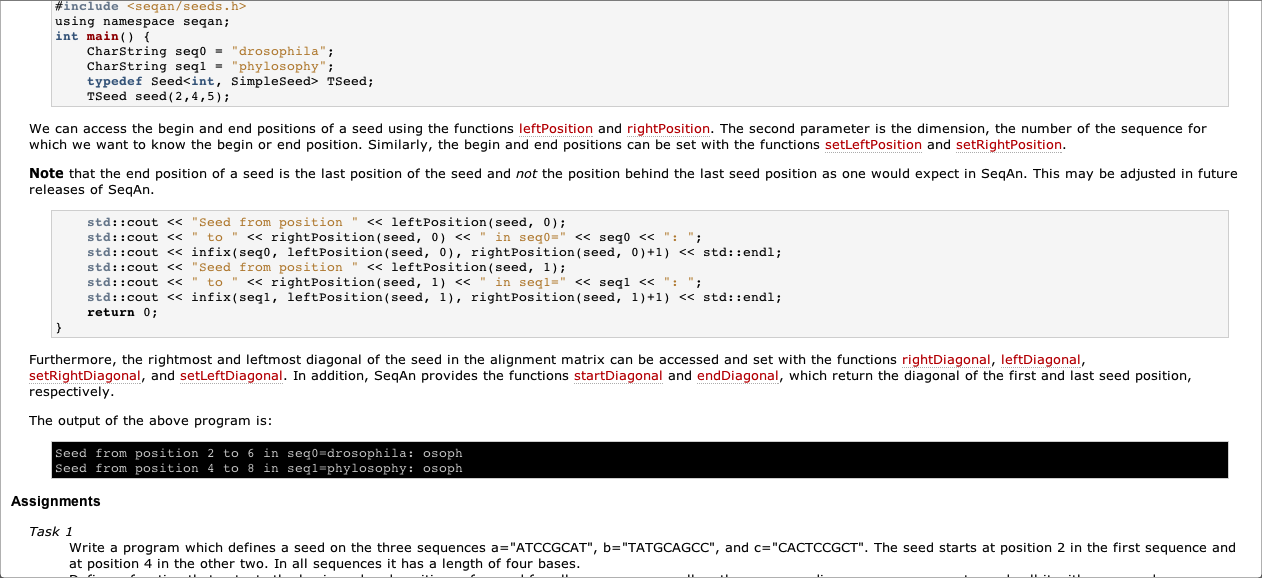 #include <seqan/seeds.h>
using namespace seqan;
int main() {
    CharString seq0 = "drosophila";
    CharString seq1 = "phylosophy";
    typedef Seed<int, SimpleSeed> TSeed;
    TSeed seed(2,4,5);
We can access the begin and end positions of a seed using the functions leftPosition and rightPosition. The second parameter is the dimension, the number of the sequence for
which we want to know the begin or end position. Similarly, the begin and end positions can be set with the functions setLeftPosition and setRightPosition.
Note that the end position of a seed is the last position of the seed and not the position behind the last seed position as one would expect in SeqAn. This may be adjusted in future
releases of SeqAn.
    std::cout << "Seed from position " << leftPosition(seed, 0);
    std::cout << " to " << rightPosition(seed, 0) << " in seq0=" << seq0 << ": ";
    std::cout << infix(seq0, leftPosition(seed, 0), rightPosition(seed, 0)+1) << std::endl;
    std::cout << "Seed from position " << leftPosition(seed, 1);
    std::cout << " to " << rightPosition(seed, 1) << " in seq1=" << seq1 << ": ";
    std::cout << infix(seq1, leftPosition(seed, 1), rightPosition(seed, 1)+1) << std::endl;
    return 0;
}
Furthermore, the rightmost and leftmost diagonal of the seed in the alignment matrix can be accessed and set with the functions rightDiagonal, leftDiagonal,
setRightDiagonal, and setLeftDiagonal. In addition, SeqAn provides the functions startDiagonal and endDiagonal, which return the diagonal of the first and last seed position,
respectively.
The output of the above program is:
Seed from position 2 to 6 in seq0=drosophila: osoph
Seed from position 4 to 8 in seq1=phylosophy: osoph
Assignments
Task 1
Write a program which defines a seed on the three sequences a="ATCCGCAT", b="TATGCAGCC", and c="CACTCCGCT". The seed starts at position 2 in the first sequence and
at position 4 in the other two. In all sequences it has a length of four bases.